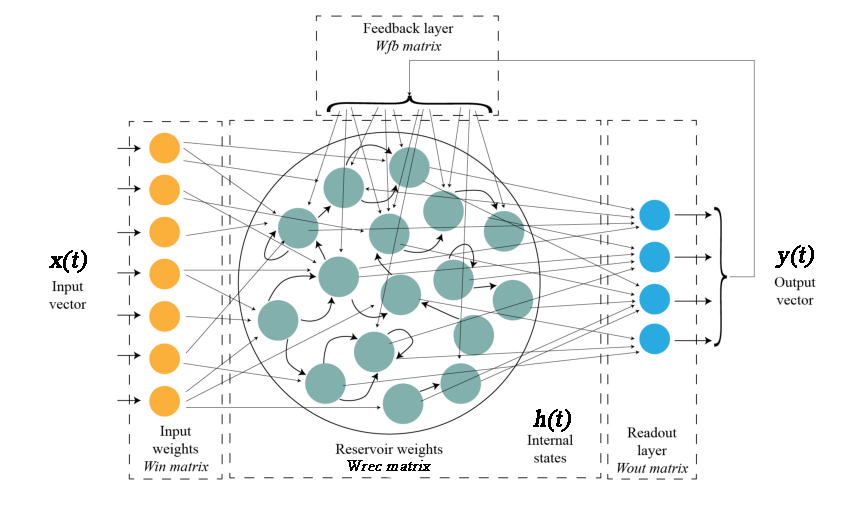 Feedback layer
Wfb matrix
x(t)
Input
vector
y(t)
Output
vector
Input
weights
Win matrix
Reservoir weights
Wrec matrix
h(t)
Internal
states
Readout
layer
Wout matrix